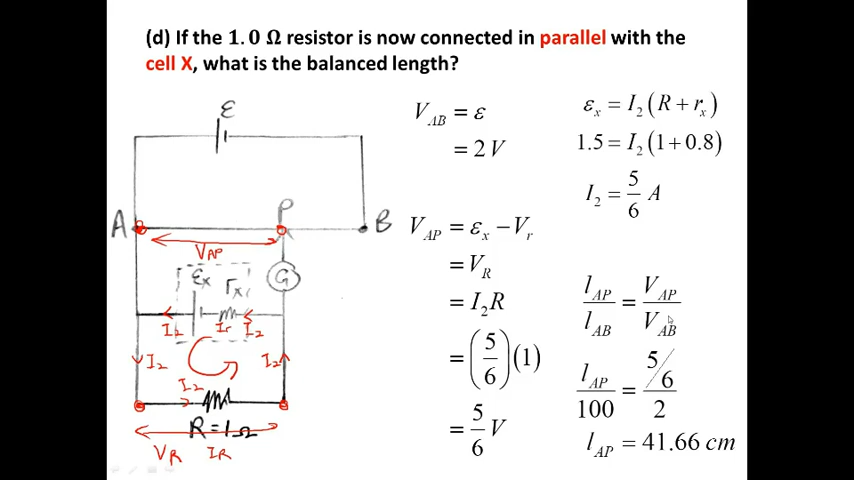 (d) If the 1.0 Ω resistor is now connected in parallel with the
cell X, what is the balanced length?
ε
A
P
B
V_AP
G
ε_x r_x
I_2 I_r I_2
I_2 I_2
I_2
R = 1Ω
V_R I_R
V_AB = ε
= 2 V
V_AP = ε_x − V_r
= V_R
= I_2 R
= (5/6)(1)
= 5/6 V
ε_x = I_2 (R + r_x)
1.5 = I_2 (1 + 0.8)
I_2 = 5/6 A
l_AP / l_AB = V_AP / V_AB
l_AP / 100 = 5/6 / 2
l_AP = 41.66 cm